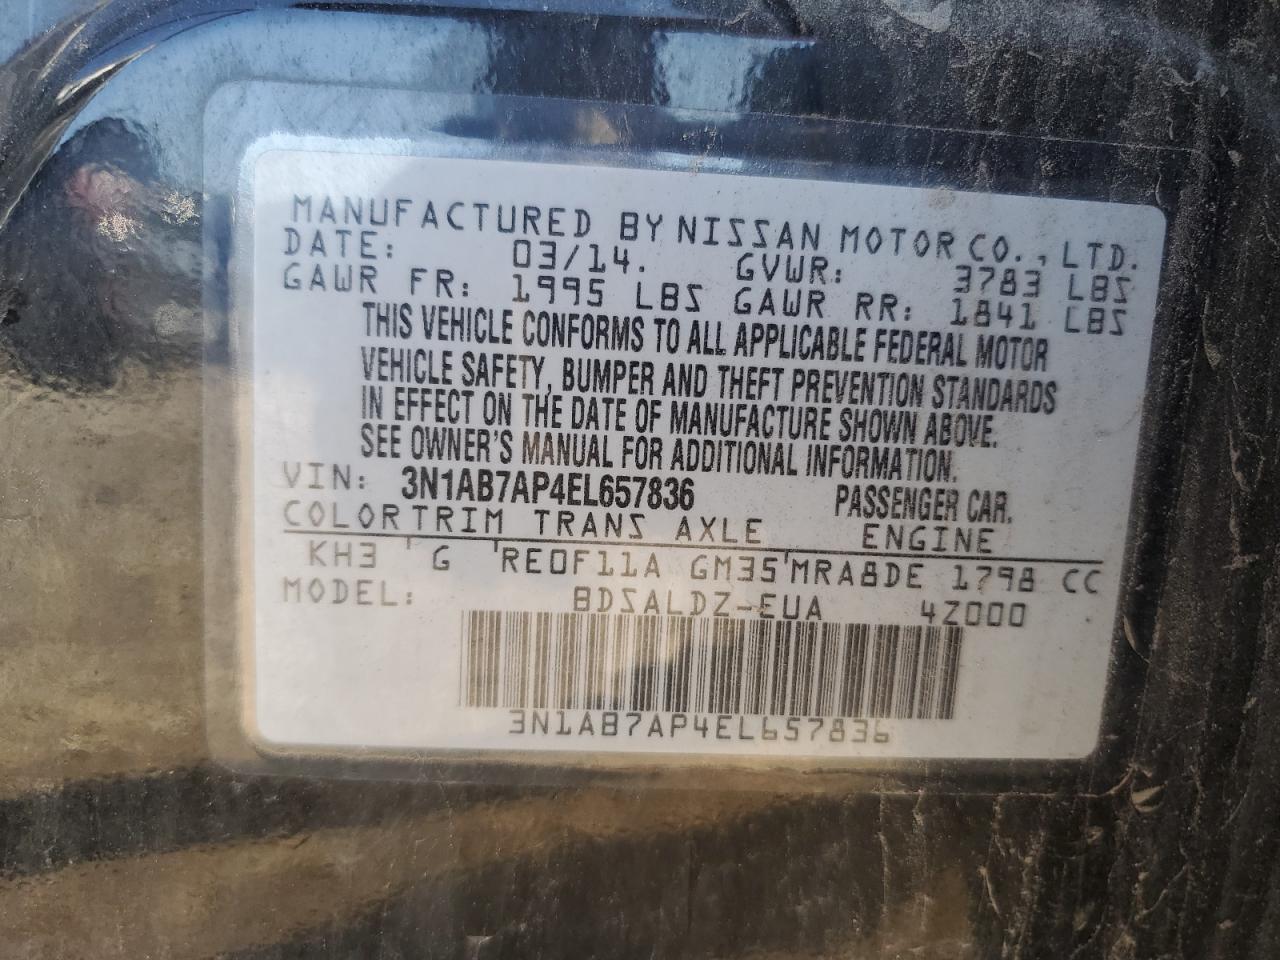 MANUFACTURED BY NISSAN MOTOR CO., LTD.
DATE: 03/14. GVWR: 3783 LBS
GAWR FR: 1995 LBS GAWR RR: 1841 LBS
THIS VEHICLE CONFORMS TO ALL APPLICABLE FEDERAL MOTOR
VEHICLE SAFETY, BUMPER AND THEFT PREVENTION STANDARDS
IN EFFECT ON THE DATE OF MANUFACTURE SHOWN ABOVE.
SEE OWNER'S MANUAL FOR ADDITIONAL INFORMATION.
VIN: 3N1AB7AP4EL657836 PASSENGER CAR.
COLOR TRIM TRANS AXLE ENGINE
KH3 G RE0F11A GM35 MRA8DE 1798 CC
MODEL: BDSALDZ-EUA 4Z000
3N1AB7AP4EL657836